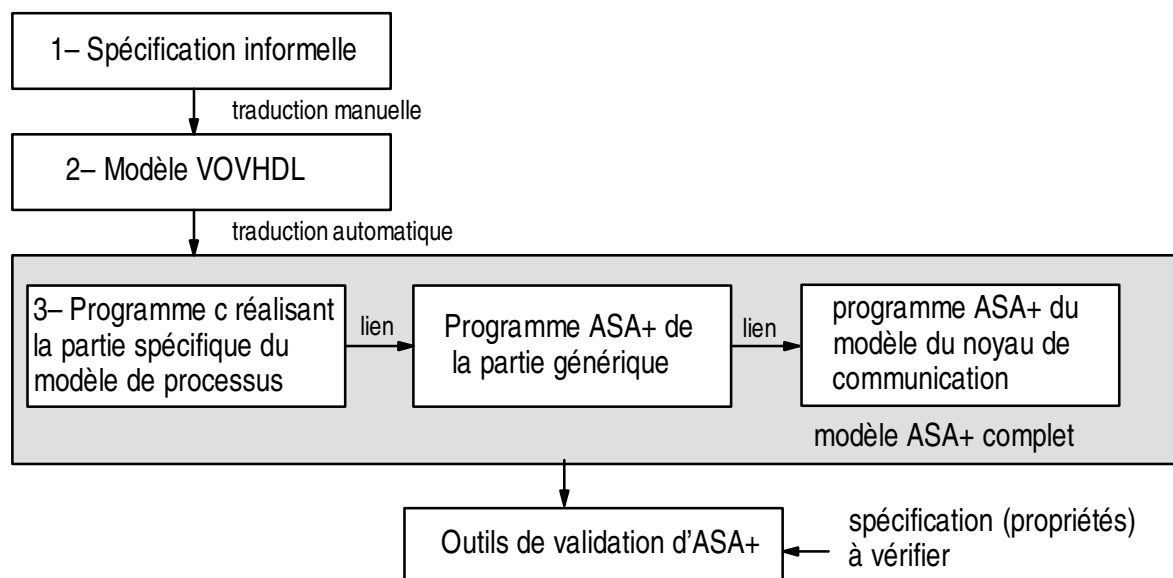 1– Spécification informelle
traduction manuelle
2– Modèle VOVHDL
traduction automatique
3– Programme c réalisant
la partie spécifique du
modèle de processus
lien
Programme ASA+ de
la partie générique
lien
programme ASA+ du
modèle du noyau de
communication
modèle ASA+ complet
Outils de validation d'ASA+
spécification (propriétés)
à vérifier